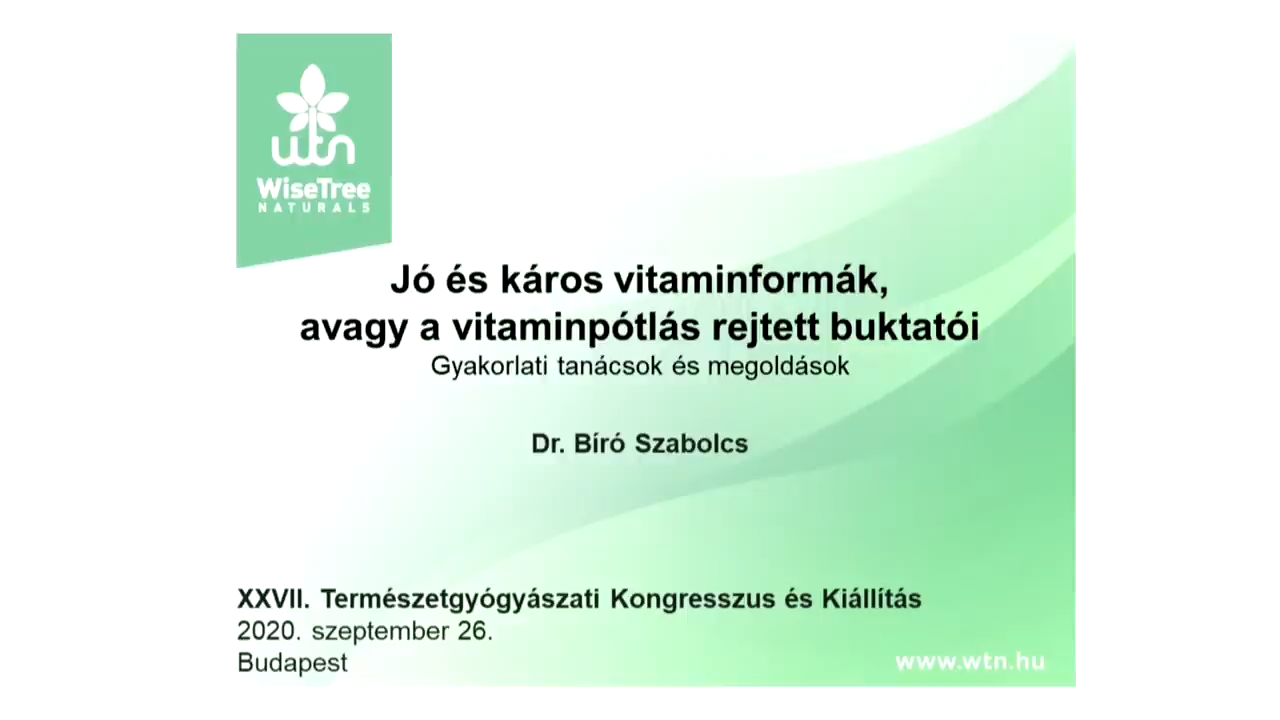 wtn
WiseTree
NATURALS
Jó és káros vitaminformák,
avagy a vitaminpótlás rejtett buktatói
Gyakorlati tanácsok és megoldások
Dr. Bíró Szabolcs
XXVII. Természetgyógyászati Kongresszus és Kiállítás
2020. szeptember 26.
Budapest
www.wtn.hu